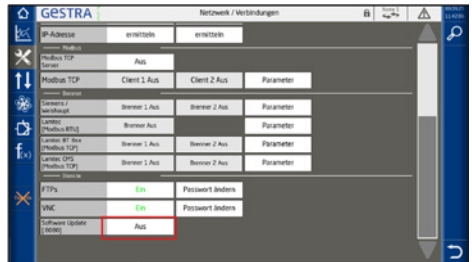 GESTRA
Netzwerk / Verbindungen
IP-Adresse ermitteln ermitteln
Modbus
Modbus TCP Server Aus
Modbus TCP Client 1 Aus Client 2 Aus Parameter
Brenner
Siemens / Weishaupt Brenner 1 Aus Brenner 2 Aus Parameter
Lamtec [Modbus RTU] Brenner Aus Parameter
Lamtec BT Box [Modbus TCP] Brenner 1 Aus Brenner 2 Aus Parameter
Lamtec CMS [Modbus TCP] Brenner 1 Aus Brenner 2 Aus Parameter
Dienste
FTPs Ein Passwort ändern
VNC Ein Passwort ändern
Software Update [:8080] Aus
f(x)